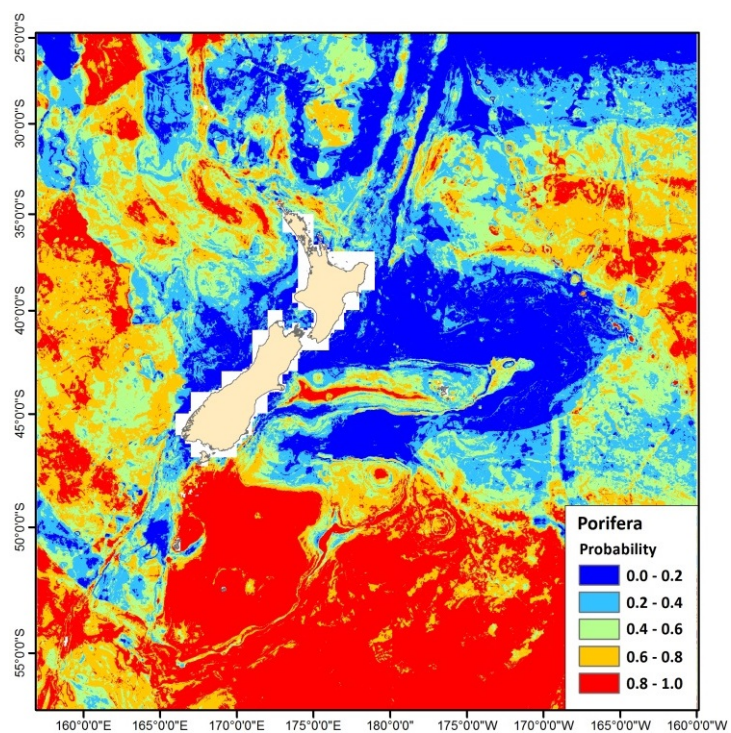 25°0'0"S
30°0'0"S
35°0'0"S
40°0'0"S
45°0'0"S
50°0'0"S
55°0'0"S
Porifera
Probability
0.0 - 0.2
0.2 - 0.4
0.4 - 0.6
0.6 - 0.8
0.8 - 1.0
160°0'0"E
165°0'0"E
170°0'0"E
175°0'0"E
180°0'0"
175°0'0"W
170°0'0"W
165°0'0"W
160°0'0"W